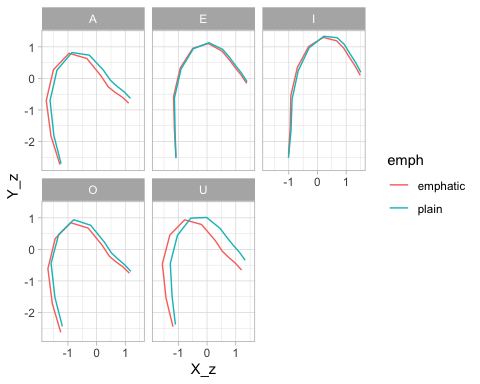 A E I
1
0
-1
-2
Y_z
-1 0 1
O U
1
0
-1
-2
-1 0 1 -1 0 1
X_z
emph
emphatic
plain